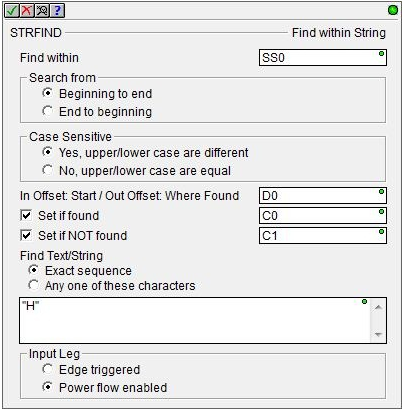 ?
STRFIND Find within String
Find within SS0
Search from
Beginning to end
End to beginning
Case Sensitive
Yes, upper/lower case are different
No, upper/lower case are equal
In Offset: Start / Out Offset: Where Found D0
Set if found C0
Set if NOT found C1
Find Text/String
Exact sequence
Any one of these characters
"H"
Input Leg
Edge triggered
Power flow enabled